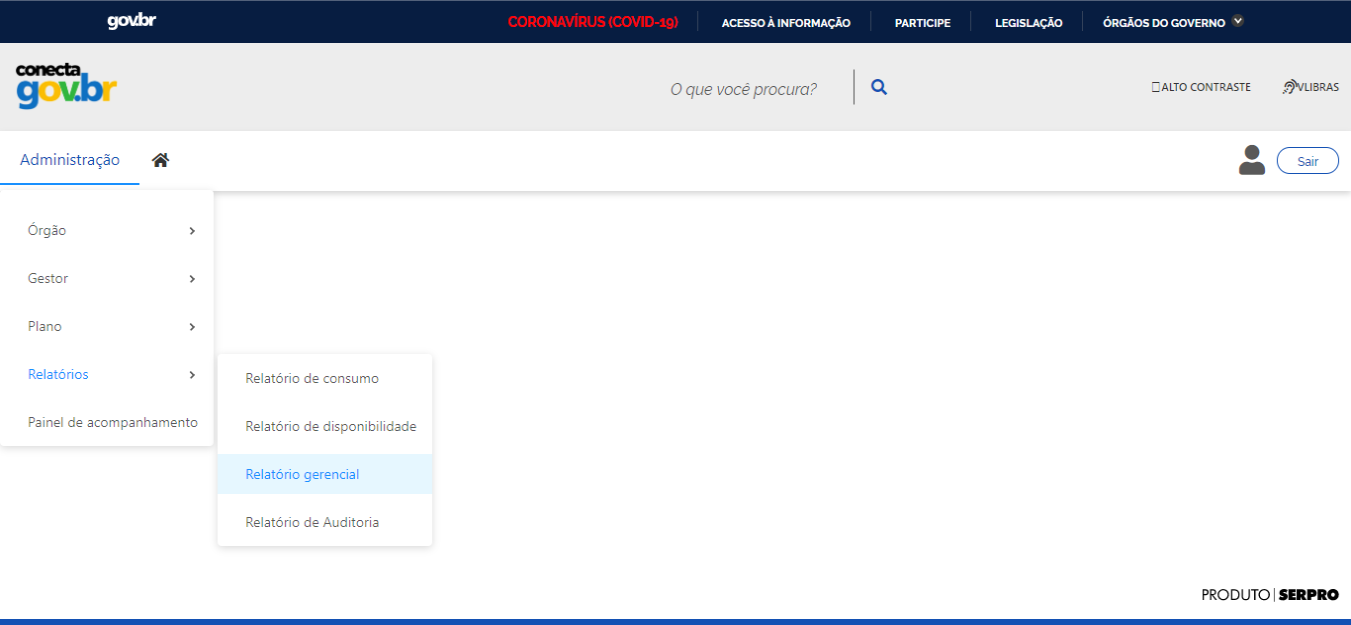 gov.br
CORONAVÍRUS (COVID-19)
ACESSO À INFORMAÇÃO
PARTICIPE
LEGISLAÇÃO
ÓRGÃOS DO GOVERNO
conecta
gov.br
O que você procura?
ALTO CONTRASTE
VLIBRAS
Administração
Sair
Órgão
Gestor
Plano
Relatórios
Painel de acompanhamento
Relatório de consumo
Relatório de disponibilidade
Relatório gerencial
Relatório de Auditoria
PRODUTO | SERPRO